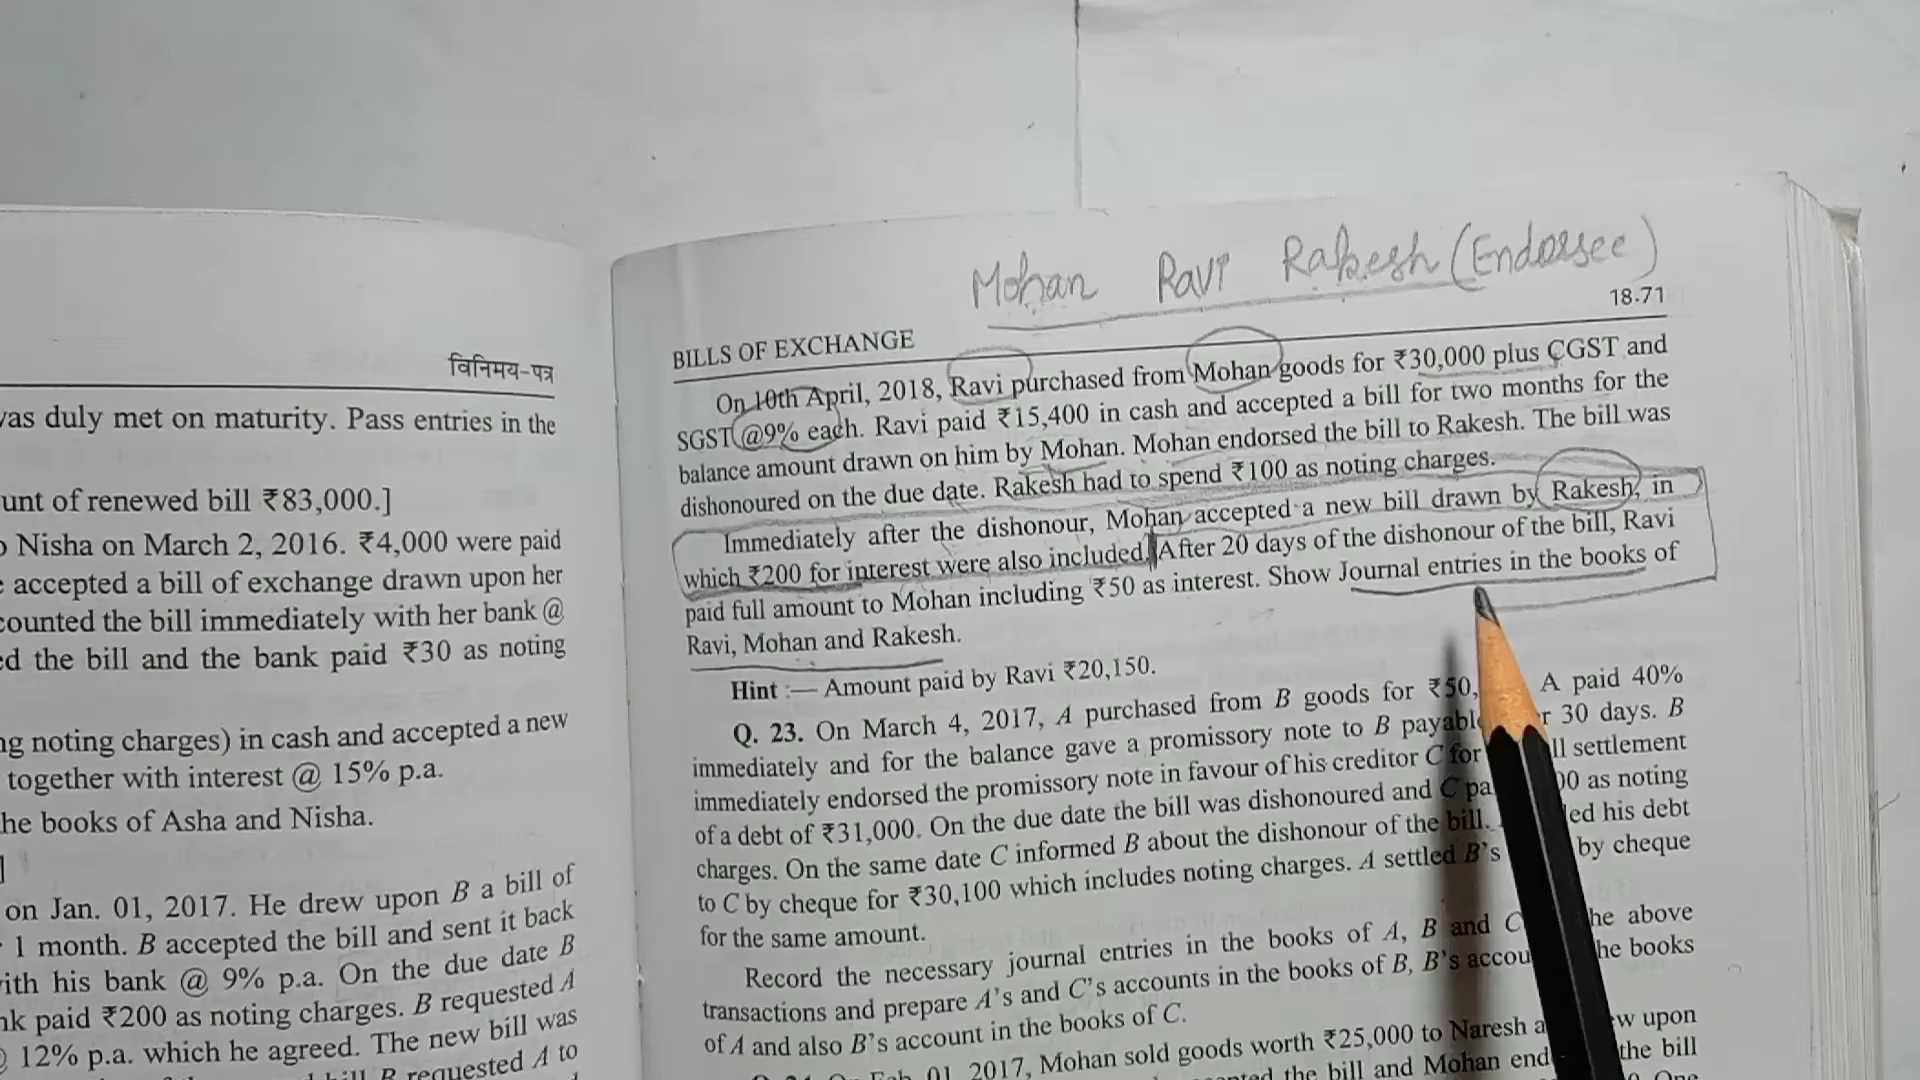 विनिमय-पत्र
was duly met on maturity. Pass entries in the
unt of renewed bill ₹83,000.]
Nisha on March 2, 2016. ₹4,000 were paid
accepted a bill of exchange drawn upon her
counted the bill immediately with her bank @
ed the bill and the bank paid ₹30 as noting
ng noting charges) in cash and accepted a new
together with interest @ 15% p.a.
he books of Asha and Nisha.
]
on Jan. 01, 2017. He drew upon B a bill of
1 month. B accepted the bill and sent it back
with his bank @ 9% p.a. On the due date B
nk paid ₹200 as noting charges. B requested A
12% p.a. which he agreed. The new bill was
bill B requested A to
Mohan Ravi Rakesh (Endorsee)
18.71
BILLS OF EXCHANGE
On 10th April, 2018, Ravi purchased from Mohan goods for ₹30,000 plus CGST and
SGST @9% each. Ravi paid ₹15,400 in cash and accepted a bill for two months for the
balance amount drawn on him by Mohan. Mohan endorsed the bill to Rakesh. The bill was
dishonoured on the due date. Rakesh had to spend ₹100 as noting charges.
Immediately after the dishonour, Mohan accepted a new bill drawn by Rakesh, in
which ₹200 for interest were also included. After 20 days of the dishonour of the bill, Ravi
paid full amount to Mohan including ₹50 as interest. Show Journal entries in the books of
Ravi, Mohan and Rakesh.
Hint :— Amount paid by Ravi ₹20,150.
Q. 23. On March 4, 2017, A purchased from B goods for ₹50, A paid 40%
immediately and for the balance gave a promissory note to B payable r 30 days. B
immediately endorsed the promissory note in favour of his creditor C for ll settlement
of a debt of ₹31,000. On the due date the bill was dishonoured and C pa 00 as noting
charges. On the same date C informed B about the dishonour of the bill. led his debt
to C by cheque for ₹30,100 which includes noting charges. A settled B's by cheque
for the same amount.
Record the necessary journal entries in the books of A, B and C he above
transactions and prepare A's and C's accounts in the books of B, B's accou he books
of A and also B's account in the books of C.
01, 2017, Mohan sold goods worth ₹25,000 to Naresh a w upon
the bill and Mohan end the bill
One